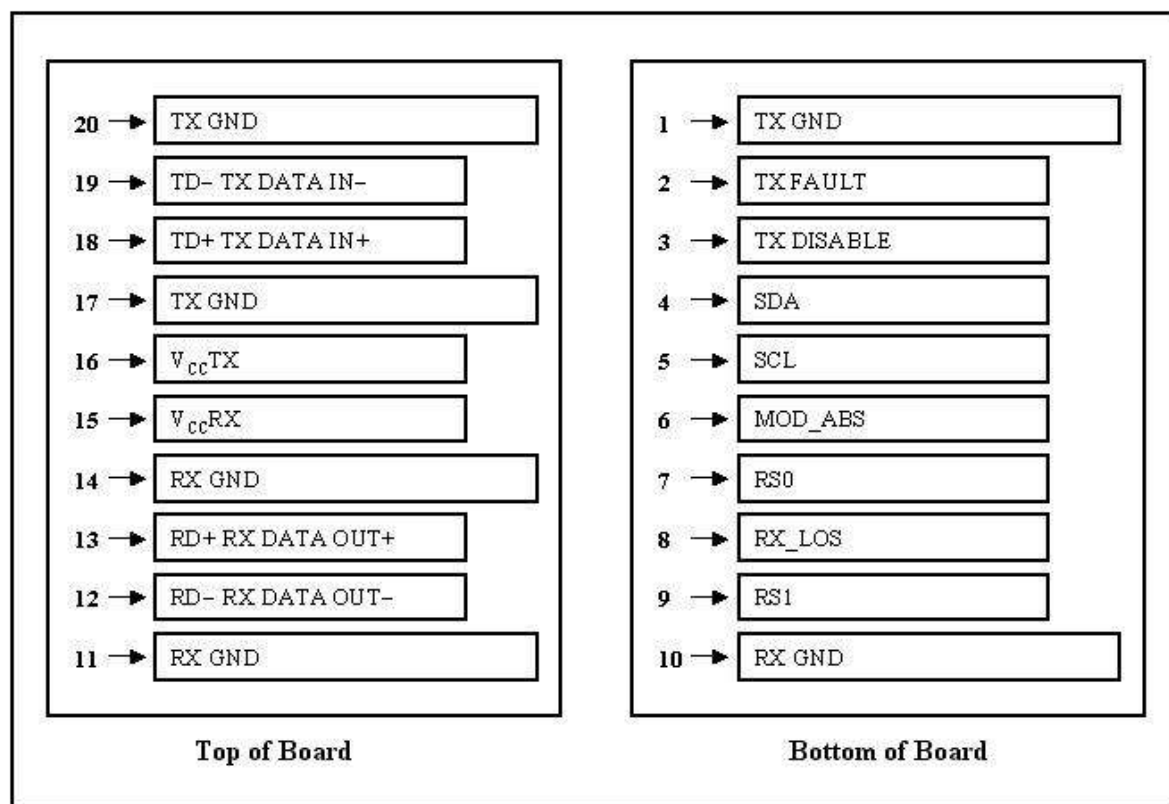 20 TX GND
19 TD− TX DATA IN−
18 TD+ TX DATA IN+
17 TX GND
16 VCCTX
15 VCCRX
14 RX GND
13 RD+ RX DATA OUT+
12 RD− RX DATA OUT−
11 RX GND
Top of Board
1 TX GND
2 TX FAULT
3 TX DISABLE
4 SDA
5 SCL
6 MOD_ABS
7 RS0
8 RX_LOS
9 RS1
10 RX GND
Bottom of Board